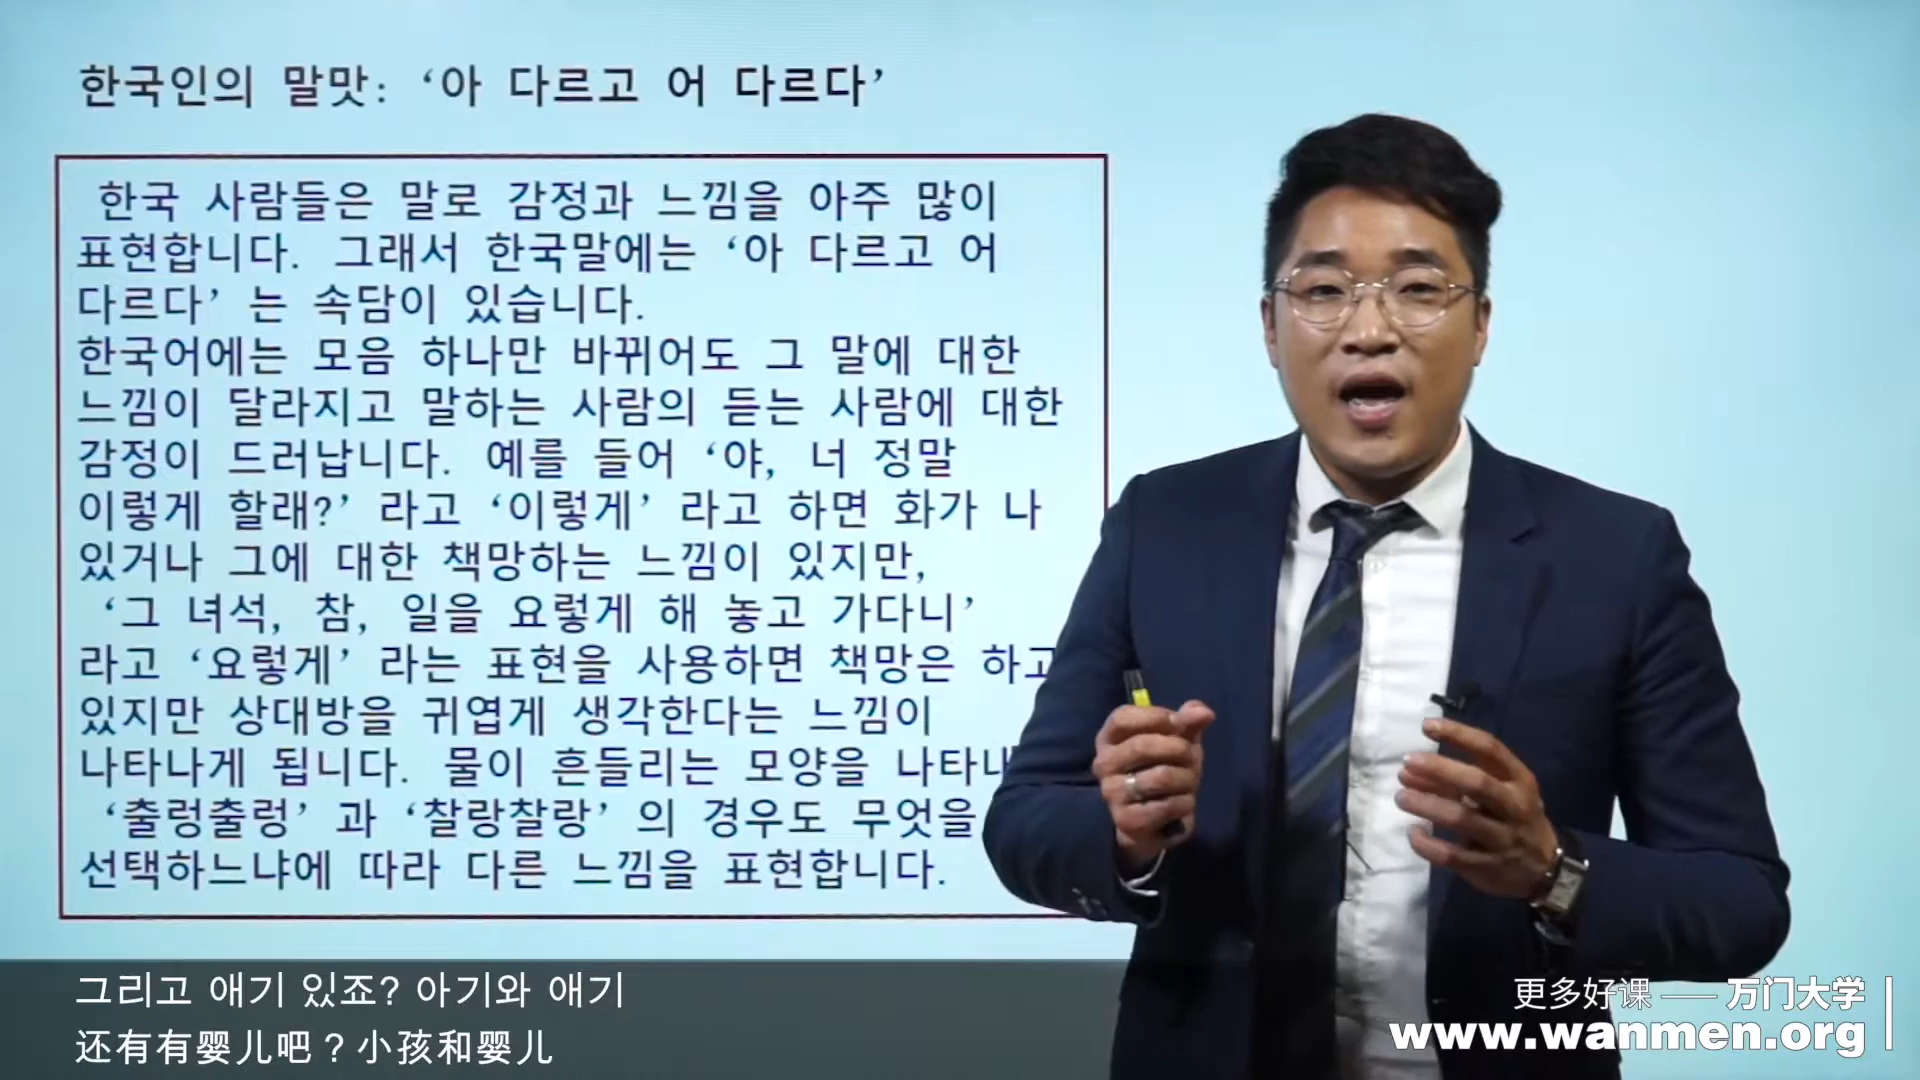 한국인의 말맛: ‘아 다르고 어 다르다’
한국 사람들은 말로 감정과 느낌을 아주 많이
표현합니다. 그래서 한국말에는 ‘아 다르고 어
다르다’ 는 속담이 있습니다.
한국어에는 모음 하나만 바뀌어도 그 말에 대한
느낌이 달라지고 말하는 사람의 듣는 사람에 대한
감정이 드러납니다. 예를 들어 ‘야, 너 정말
이렇게 할래?’ 라고 ‘이렇게’ 라고 하면 화가 나
있거나 그에 대한 책망하는 느낌이 있지만,
‘그 녀석, 참, 일을 요렇게 해 놓고 가다니’
라고 ‘요렇게’ 라는 표현을 사용하면 책망은 하고
있지만 상대방을 귀엽게 생각한다는 느낌이
나타나게 됩니다. 물이 흔들리는 모양을
‘출렁출렁’ 과 ‘찰랑찰랑’ 의 경우도 무엇을
선택하느냐에 따라 다른 느낌을 표현합니다.
그리고 애기 있죠? 아기와 애기
还有有婴儿吧？小孩和婴儿
更多好课 —— 万门大学
www.wanmen.org